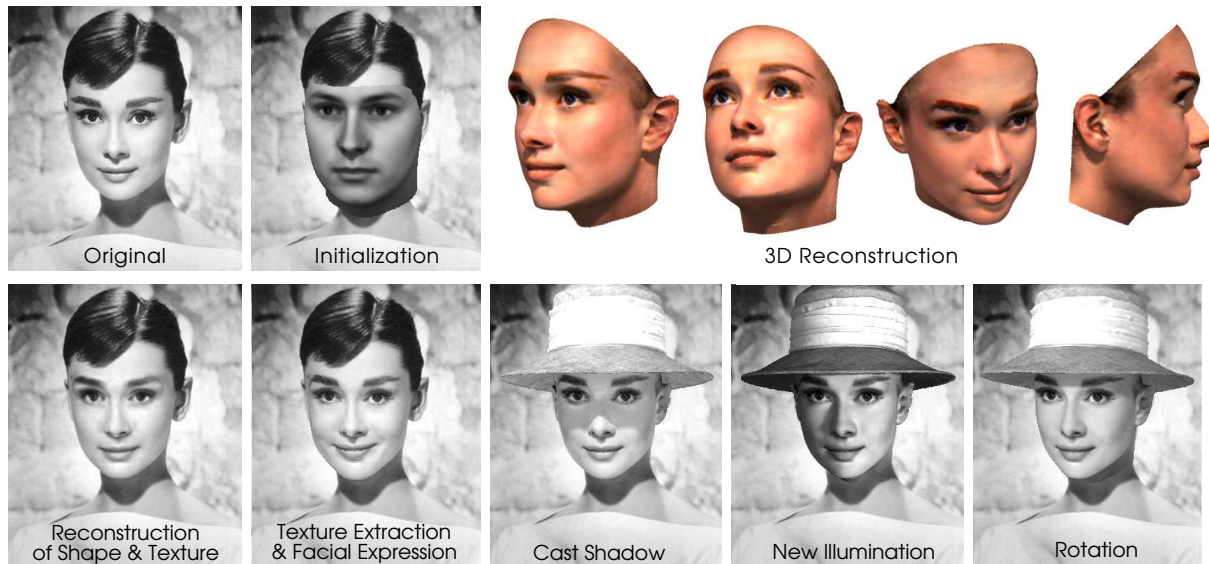 Original
Initialization
3D Reconstruction
Reconstruction
of Shape & Texture
Texture Extraction
& Facial Expression
Cast Shadow
New Illumination
Rotation